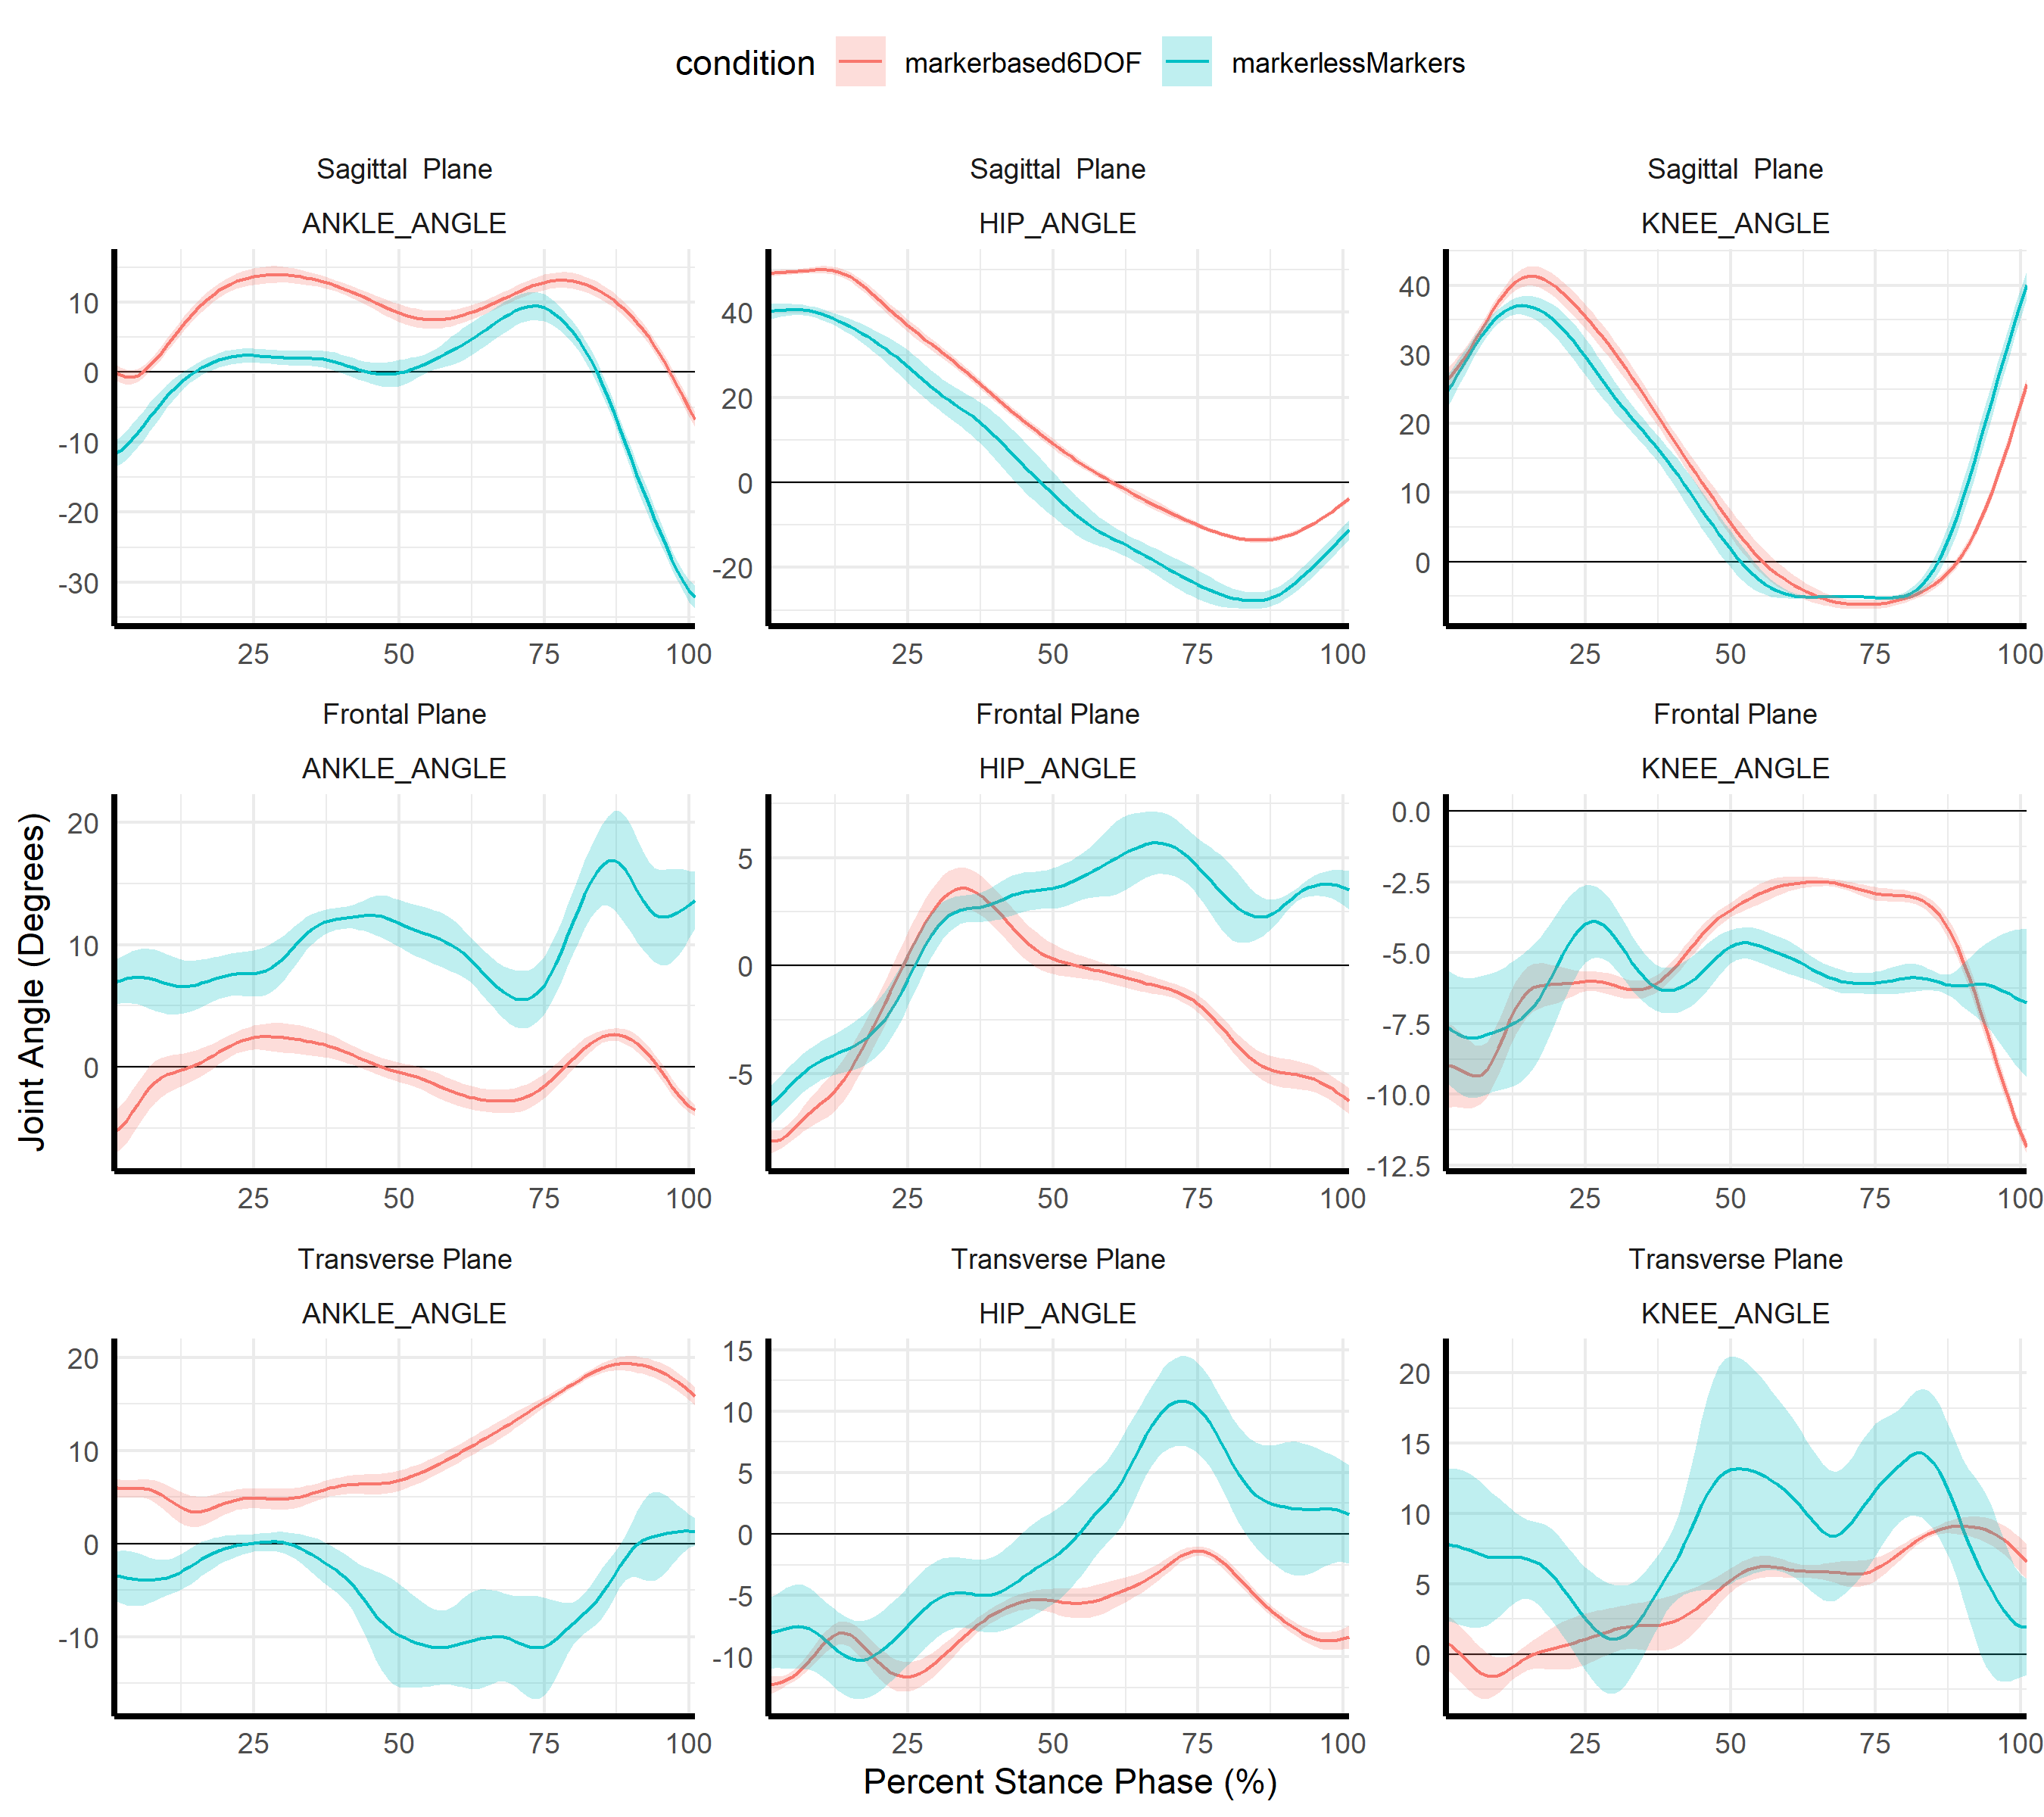 condition markerbased6DOF markerlessMarkers
Sagittal  Plane Sagittal  Plane Sagittal  Plane
ANKLE_ANGLE HIP_ANGLE KNEE_ANGLE
10
0
-10
-20
-30
25 50 75 100
40
20
0
-20
25 50 75 100
40
30
20
10
0
25 50 75 100
Frontal Plane Frontal Plane Frontal Plane
ANKLE_ANGLE HIP_ANGLE KNEE_ANGLE
Joint Angle (Degrees)
20
10
0
25 50 75 100
5
0
-5
25 50 75 100
0.0
-2.5
-5.0
-7.5
-10.0
-12.5
25 50 75 100
Transverse Plane Transverse Plane Transverse Plane
ANKLE_ANGLE HIP_ANGLE KNEE_ANGLE
20
10
0
-10
25 50 75 100
15
10
5
0
-5
-10
25 50 75 100
20
15
10
5
0
25 50 75 100
Percent Stance Phase (%)